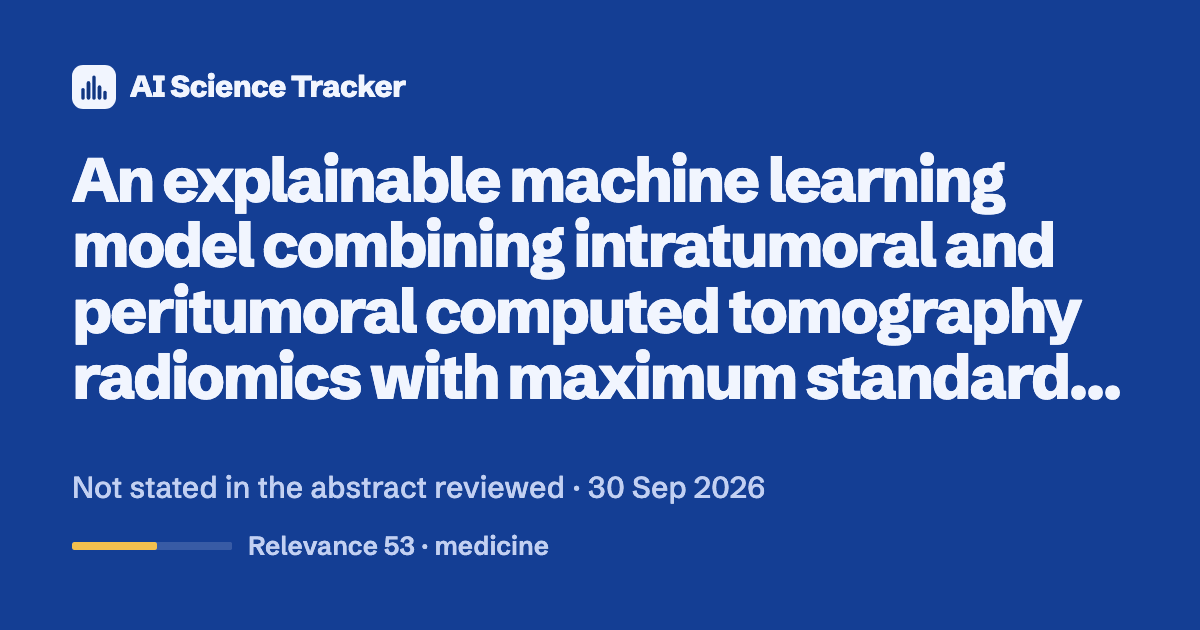 AI Science Tracker
An explainable machine learning
model combining intratumoral and
peritumoral computed tomography
radiomics with maximum standard...
Not stated in the abstract reviewed · 30 Sep 2026
Relevance 53 · medicine